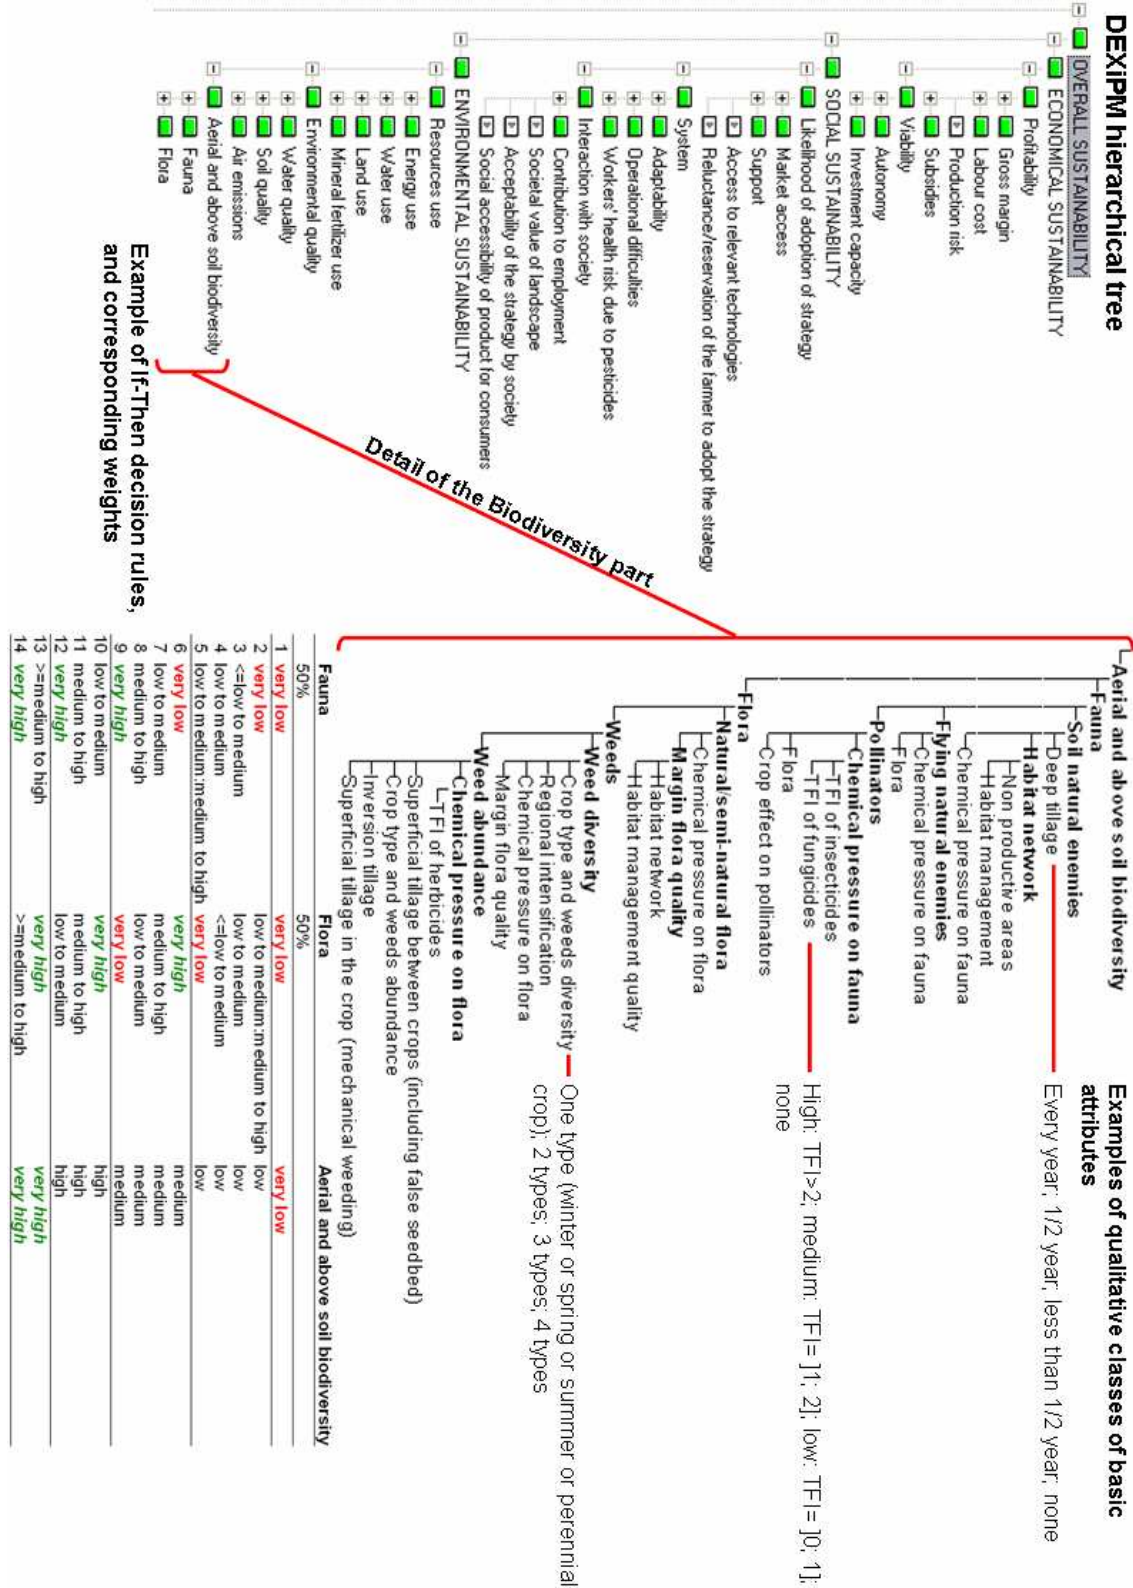 DEXiPM hierarchical tree
OVERALL SUSTAINABILITY
ECONOMICAL SUSTAINABILITY
Profitability
Gross margin
Labour cost
Production risk
Subsidies
Viability
Autonomy
Investment capacity
SOCIAL SUSTAINABILITY
Likelihood of adoption of strategy
Market access
Support
Access to relevant technologies
Reluctance/reservation of the farmer to adopt the strategy
System
Adaptability
Operational difficulties
Workers' health risk due to pesticides
Interaction with society
Contribution to employment
Societal value of landscape
Acceptability of the strategy by society
Social accessibility of product for consumers
ENVIRONMENTAL SUSTAINABILITY
Resources use
Energy use
Water use
Land use
Mineral fertilizer use
Environmental quality
Water quality
Soil quality
Air emissions
Aerial and above soil biodiversity
Fauna
Flora
Detail of the Biodiversity part
Aerial and above soil biodiversity
Fauna
Soil natural enemies
Deep tillage
Habitat network
Non productive areas
Habitat management
Chemical pressure on fauna
Flying natural enemies
Chemical pressure on fauna
Flora
Pollinators
Chemical pressure on fauna
TFI of insecticides
TFI of fungicides
Flora
Crop effect on pollinators
Flora
Natural/semi-natural flora
Chemical pressure on flora
Margin flora quality
Habitat network
Habitat management quality
Weeds
Weed diversity
Crop type and weeds diversity
Regional intensification
Chemical pressure on flora
Margin flora quality
Weed abundance
Chemical pressure on flora
TFI of herbicides
Superficial tillage between crops (including false seedbed)
Crop type and weeds abundance
Inversion tillage
Superficial tillage in the crop (mechanical weeding)
Examples of qualitative classes of basic
attributes
Every year; 1/2 year; less than 1/2 year; none
High: TFI>2; medium: TFI= ]1; 2]; low: TFI= ]0; 1];
none
One type (winter or spring or summer or perennial
crop); 2 types; 3 types; 4 types
Example of If-Then decision rules,
and corresponding weights
Fauna Flora Aerial and above soil biodiversity
50% 50%
1 very low very low very low
2 very low low to medium:medium to high low
3 <=low to medium low to medium low
4 low to medium <=low to medium low
5 low to medium:medium to high very low low
6 very low very high medium
7 low to medium medium to high medium
8 medium to high low to medium medium
9 very high very low medium
10 low to medium very high high
11 medium to high medium to high high
12 very high low to medium high
13 >=medium to high very high very high
14 very high >=medium to high very high